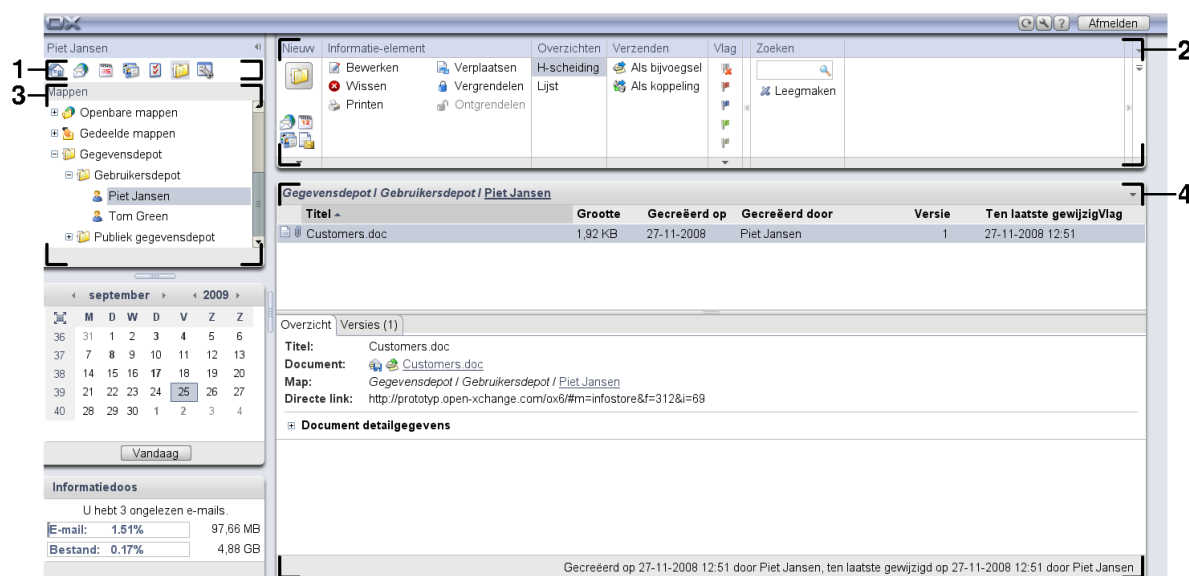 OX
Afmelden
Piet Jansen
1
3
Mappen
Openbare mappen
Gedeelde mappen
Gegevensdepot
Gebruikersdepot
Piet Jansen
Tom Green
Publiek gegevensdepot
Nieuw Informatie-element Overzichten Verzenden Vlag Zoeken
2
Bewerken Verplaatsen H-scheiding Als bijvoegsel
Wissen Vergrendelen Lijst Als koppeling Leegmaken
Printen Ontgrendelen
12
Gegevensdepot / Gebruikersdepot / Piet Jansen
4
Titel Grootte Gecreëerd op Gecreëerd door Versie Ten laatste gewijzigVlag
Customers.doc 1,92 KB 27-11-2008 Piet Jansen 1 27-11-2008 12:51
september 2009
M D W D V Z Z
36 31 1 2 3 4 5 6
37 7 8 9 10 11 12 13
38 14 15 16 17 18 19 20
39 21 22 23 24 25 26 27
40 28 29 30 1 2 3 4
Vandaag
Informatiedoos
U hebt 3 ongelezen e-mails.
E-mail: 1.51% 97,66 MB
Bestand: 0.17% 4,88 GB
Overzicht Versies (1)
Titel: Customers.doc
Document: Customers.doc
Map: Gegevensdepot / Gebruikersdepot / Piet Jansen
Directe link: http://prototyp.open-xchange.com/ox6/#m=infostore&f=312&i=69
Document detailgegevens
Gecreëerd op 27-11-2008 12:51 door Piet Jansen, ten laatste gewijzigd op 27-11-2008 12:51 door Piet Jansen